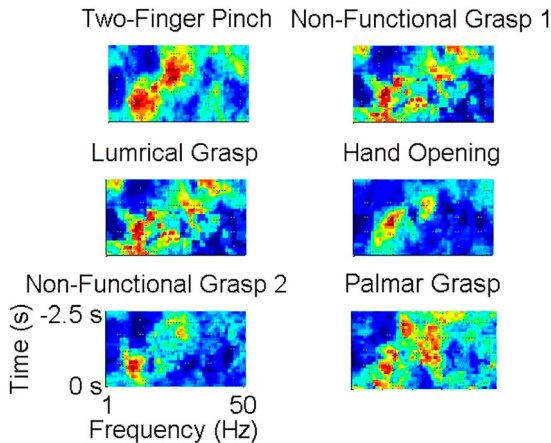 Two-Finger Pinch
Non-Functional Grasp 1
Lumrical Grasp
Hand Opening
Non-Functional Grasp 2
Palmar Grasp
Time (s)
-2.5 s
0 s
1
50
Frequency (Hz)